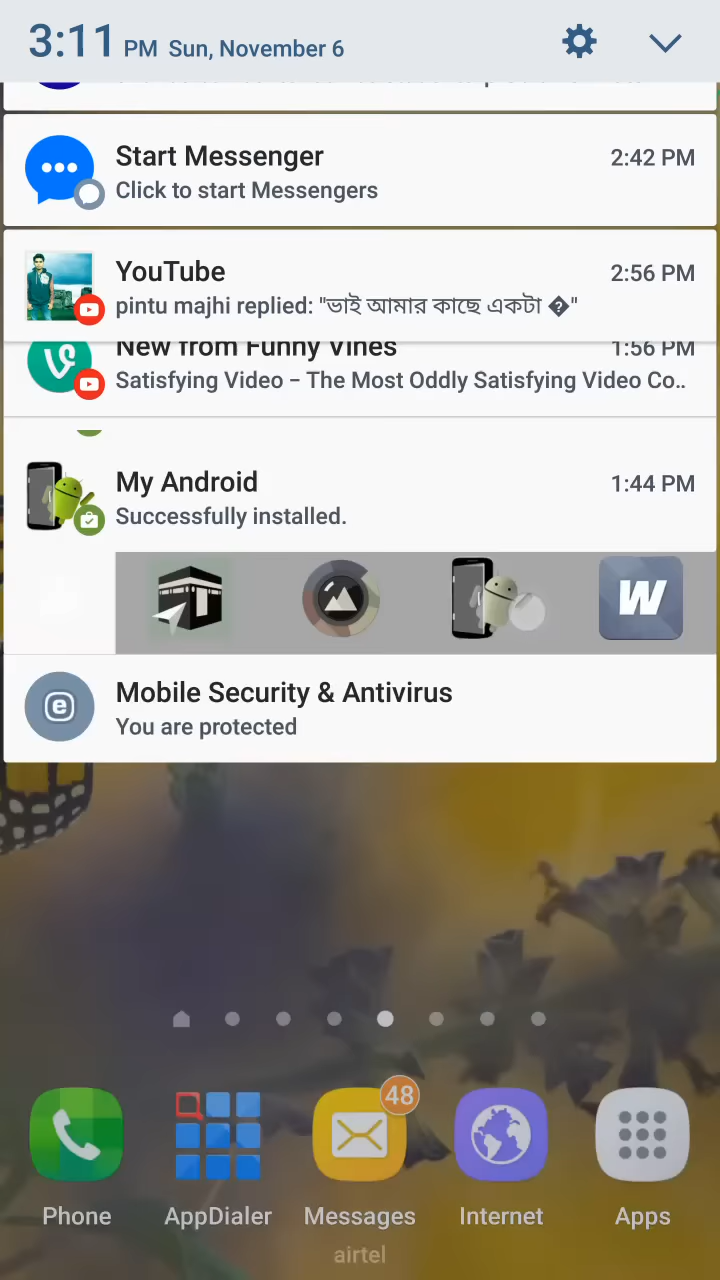 3:11 PM Sun, November 6
Start Messenger 2:42 PM
Click to start Messengers
YouTube 2:56 PM
pintu majhi replied: "ভাই আমার কাছে একটা �"
New from Funny Vines 1:56 PM
Satisfying Video – The Most Oddly Satisfying Video Co..
My Android 1:44 PM
Successfully installed.
W
e
Mobile Security & Antivirus
You are protected
48
Phone AppDialer Messages Internet Apps
airtel